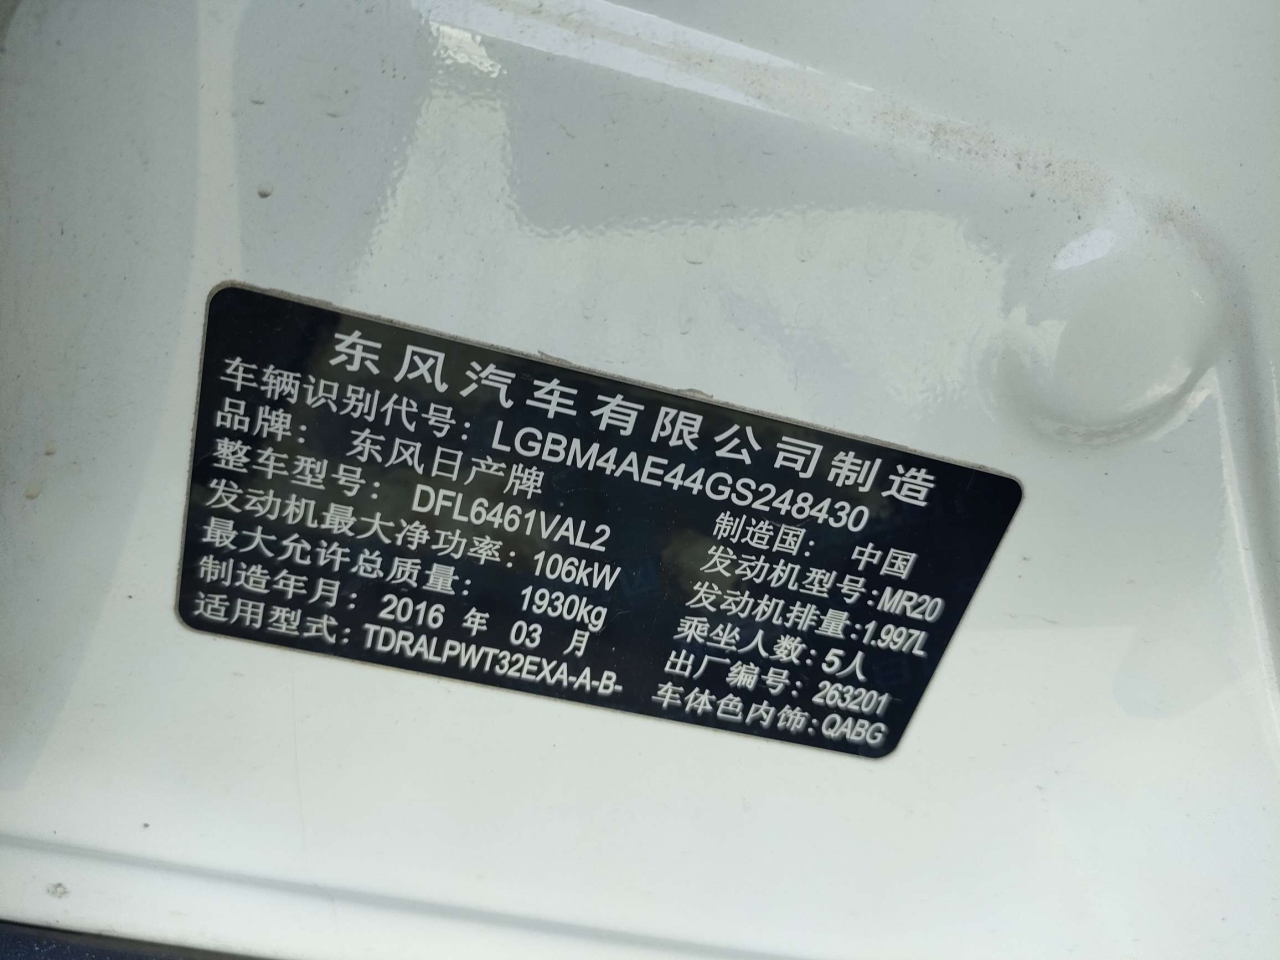 东风汽车有限公司制造
车辆识别代号：LGBM4AE44GS248430
品牌：东风日产牌 制造国：中国
整车型号：DFL6461VAL2 发动机型号：MR20
发动机最大净功率：106kW 发动机排量：1.997L
最大允许总质量：1930kg 乘坐人数：5人
制造年月：2016 年 03 月 出厂编号：263201
适用型式：TDRALPWT32EXA-A-B- 车体色内饰：QABG